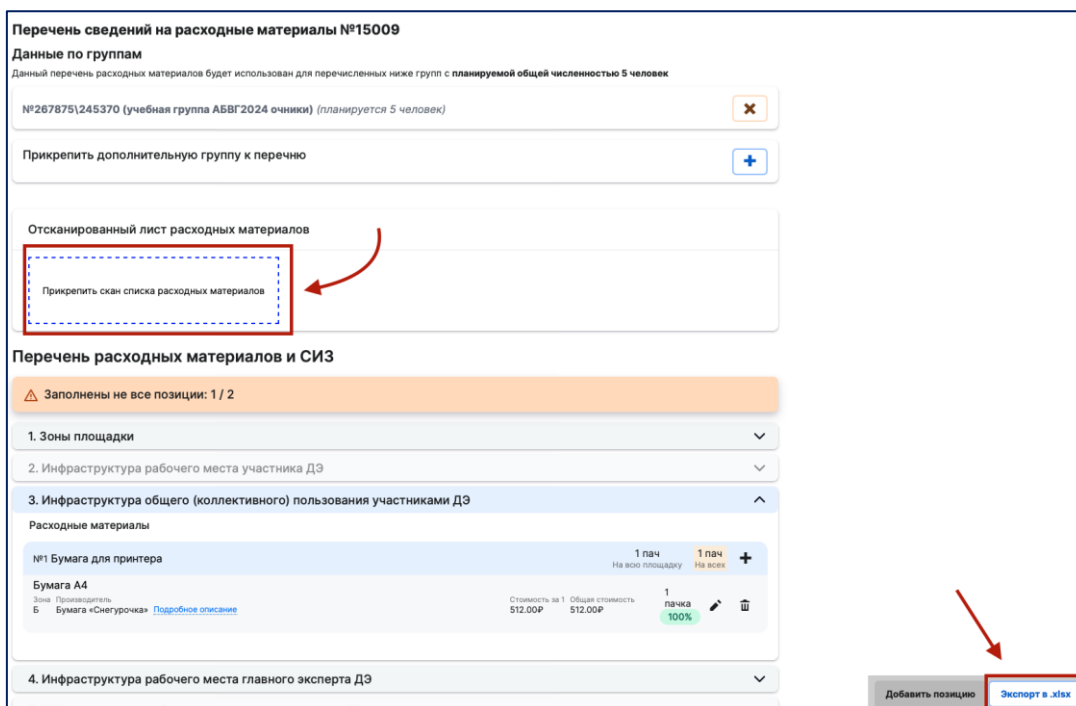 Перечень сведений на расходные материалы №15009
Данные по группам
Данный перечень расходных материалов будет использован для перечисленных ниже групп с планируемой общей численностью 5 человек
№267875\245370 (учебная группа АБВГ2024 очники) (планируется 5 человек)
Прикрепить дополнительную группу к перечню
Отсканированный лист расходных материалов
Прикрепить скан списка расходных материалов
Перечень расходных материалов и СИЗ
Заполнены не все позиции: 1 / 2
1. Зоны площадки
2. Инфраструктура рабочего места участника ДЭ
3. Инфраструктура общего (коллективного) пользования участниками ДЭ
Расходные материалы
№1 Бумага для принтера 1 пач 1 пач
На всю площадку На всех
Бумага А4
Зона Производитель Стоимость за 1 Общая стоимость 1
Б Бумага «Снегурочка» Подробное описание 512.00₽ 512.00₽ пачка
100%
4. Инфраструктура рабочего места главного эксперта ДЭ
Добавить позицию Экспорт в .xlsx